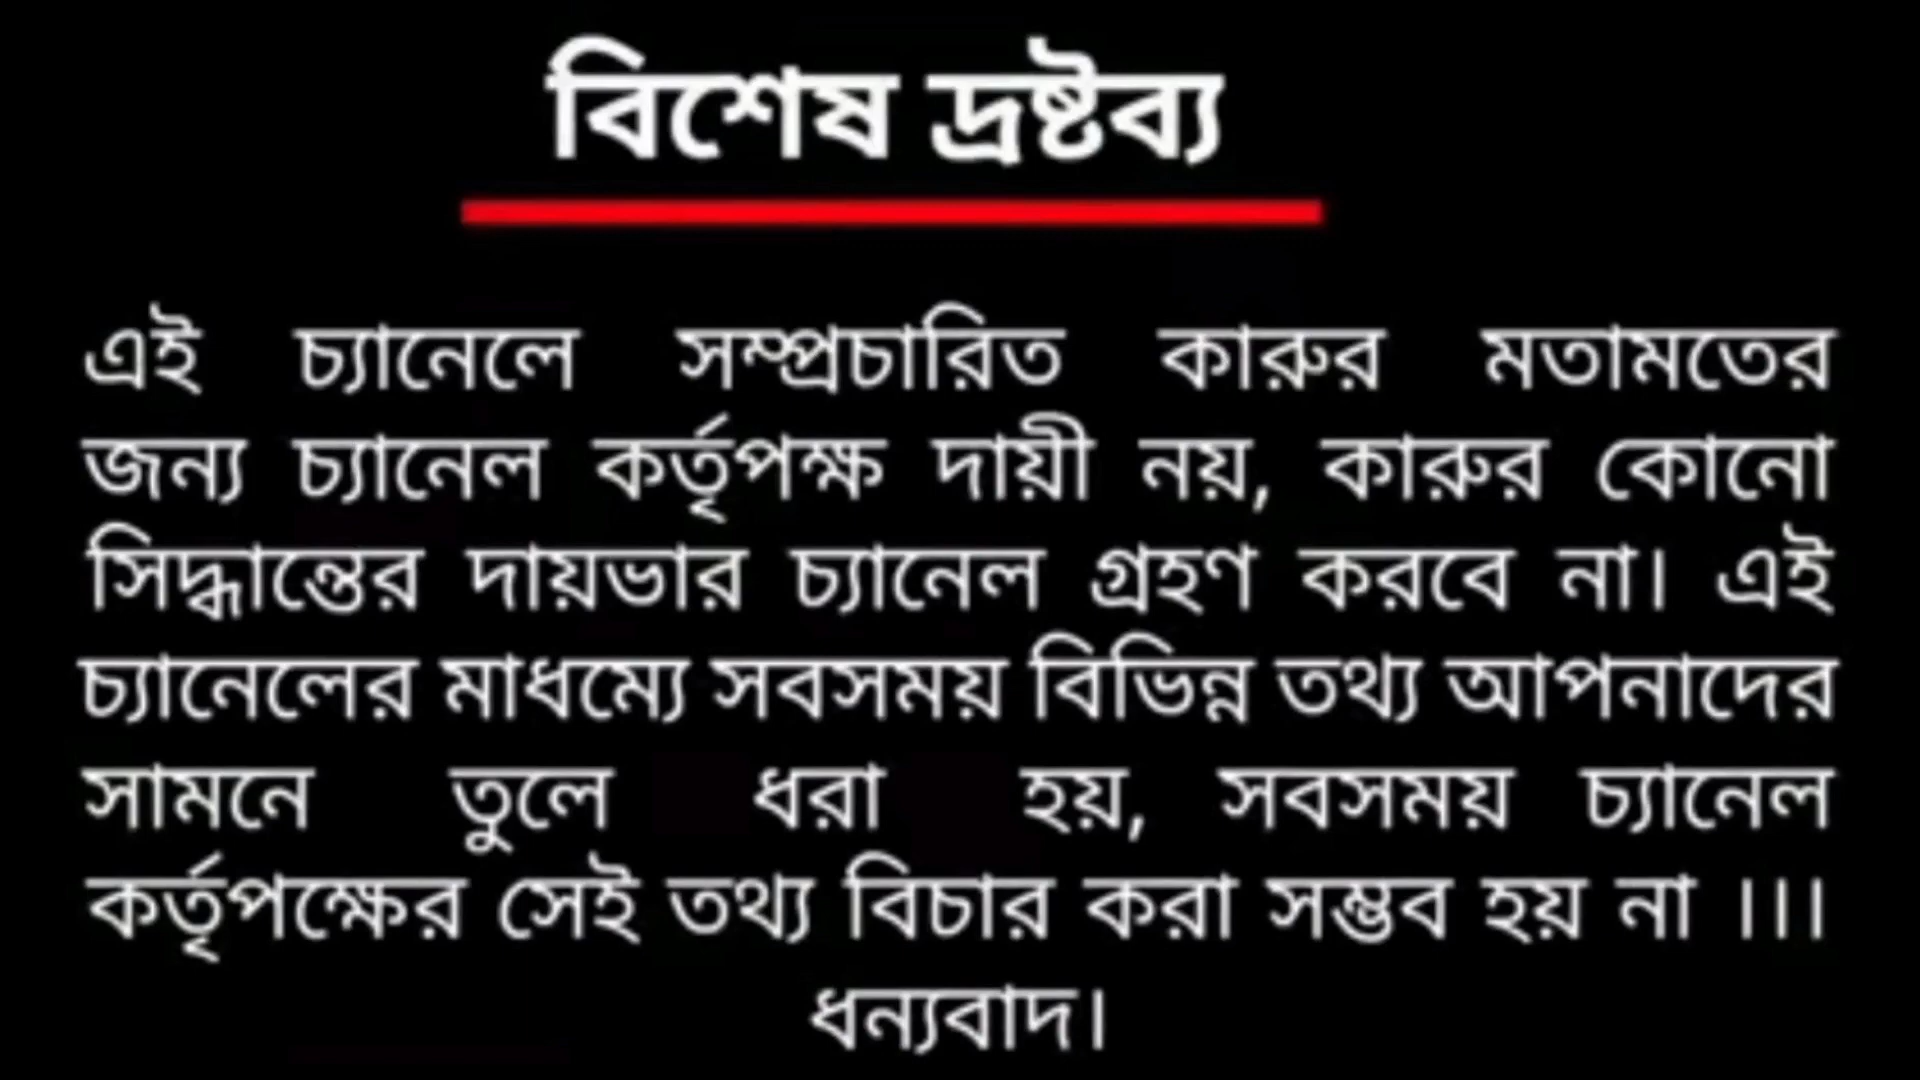 বিশেষ দ্রষ্টব্য
এই চ্যানেলে সম্প্রচারিত কারুর মতামতের
জন্য চ্যানেল কর্তৃপক্ষ দায়ী নয়, কারুর কোনো
সিদ্ধান্তের দায়ভার চ্যানেল গ্রহণ করবে না। এই
চ্যানেলের মাধম্যে সবসময় বিভিন্ন তথ্য আপনাদের
সামনে তুলে ধরা হয়, সবসময় চ্যানেল
কর্তৃপক্ষের সেই তথ্য বিচার করা সম্ভব হয় না ।।।
ধন্যবাদ।